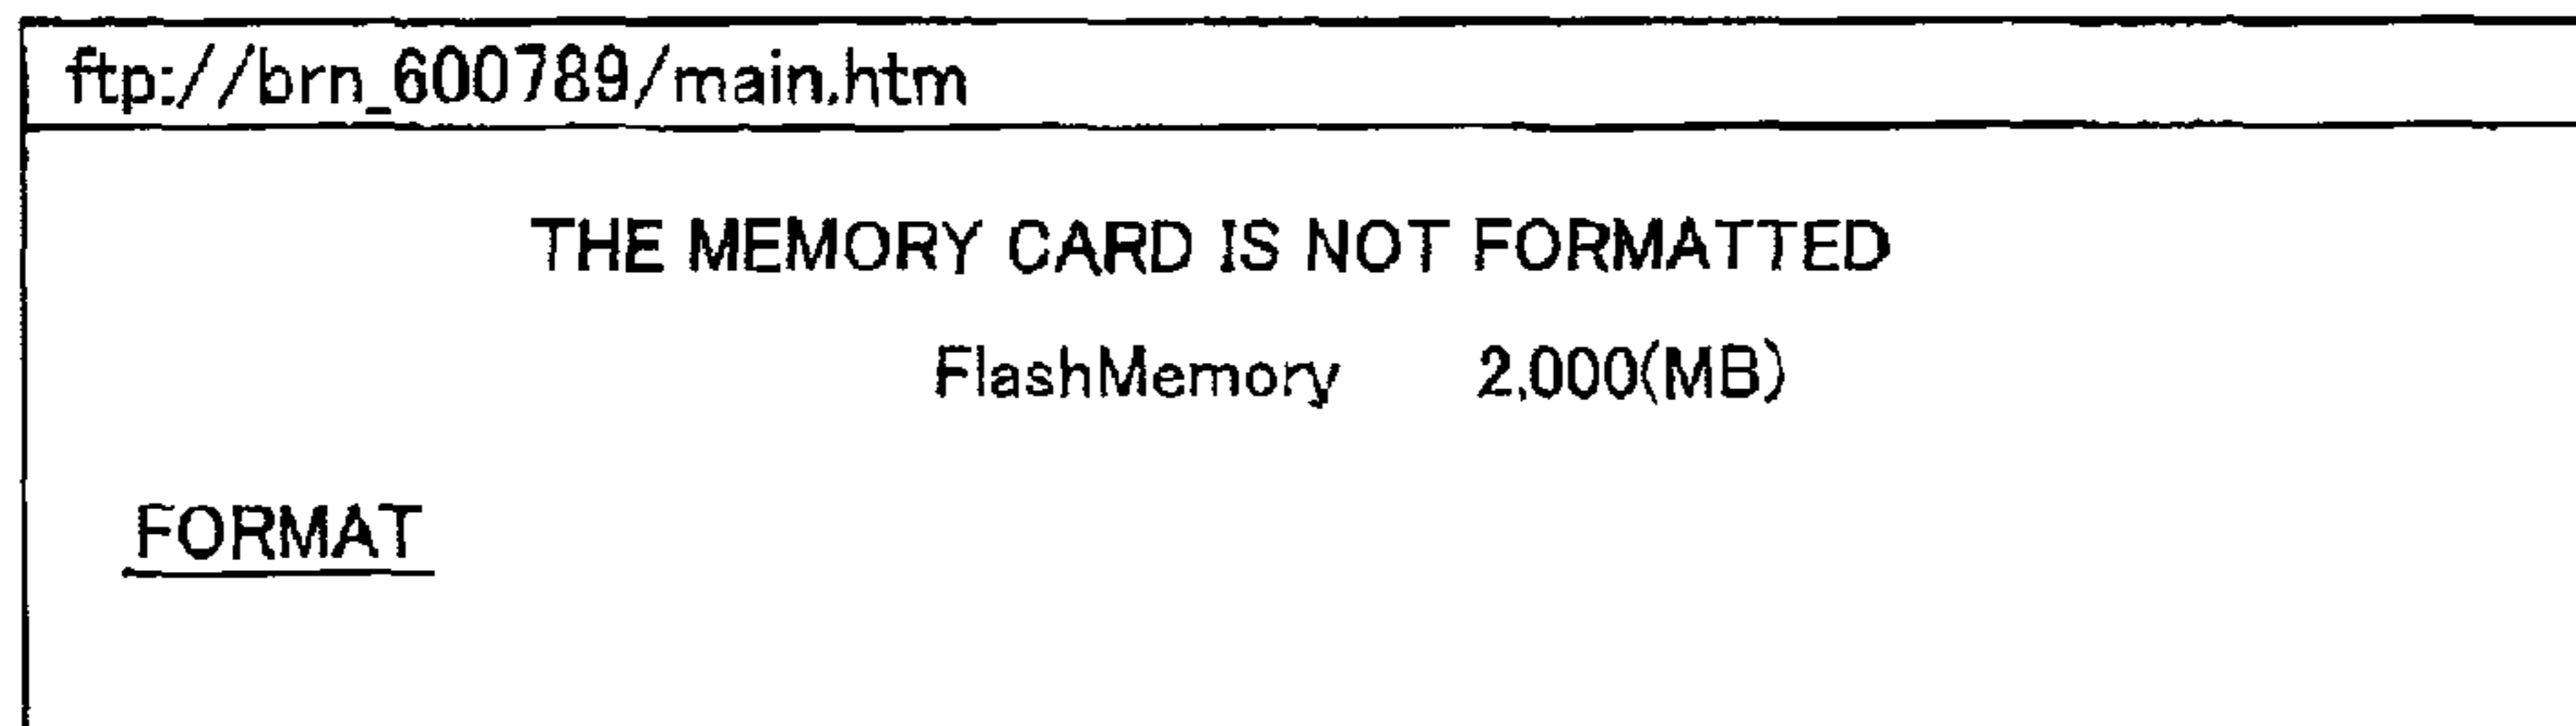 ftp://brn_600789/main.htm
THE MEMORY CARD IS NOT FORMATTED
FlashMemory 2,000(MB)
FORMAT